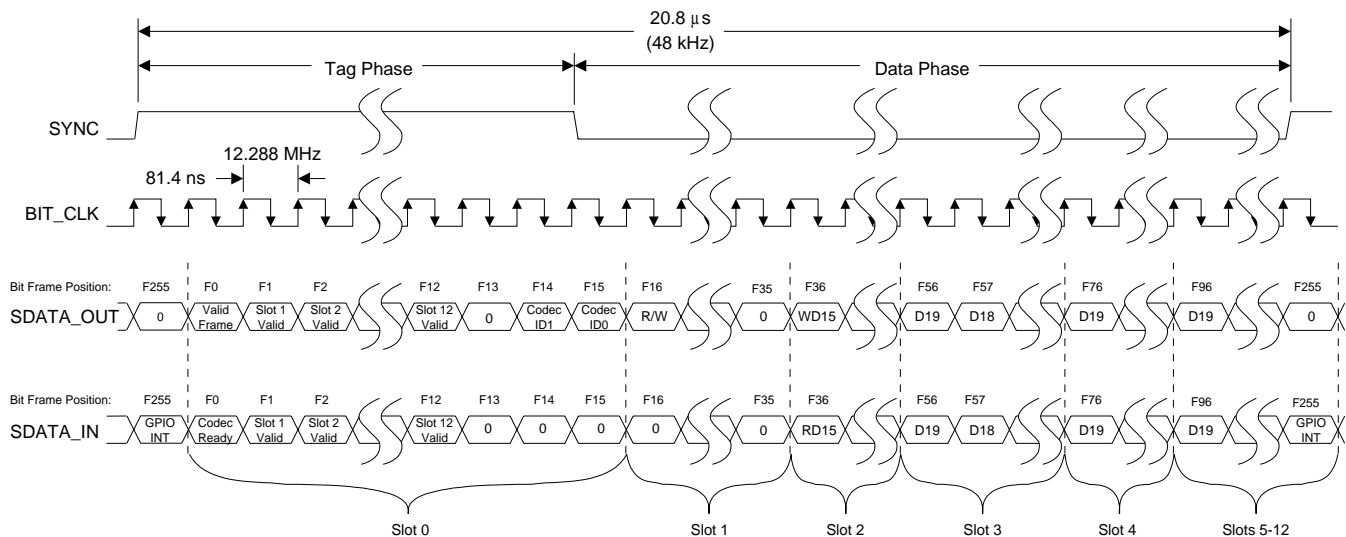 20.8 μs
(48 kHz)
Tag Phase
Data Phase
SYNC
12.288 MHz
81.4 ns
BIT_CLK
Bit Frame Position: F255 F0 F1 F2 F12 F13 F14 F15 F16 F35 F36 F56 F57 F76 F96 F255
SDATA_OUT 0 Valid Frame Slot 1 Valid Slot 2 Valid Slot 12 Valid 0 Codec ID1 Codec ID0 R/W 0 WD15 D19 D18 D19 D19 0
Bit Frame Position: F255 F0 F1 F2 F12 F13 F14 F15 F16 F35 F36 F56 F57 F76 F96 F255
SDATA_IN GPIO INT Codec Ready Slot 1 Valid Slot 2 Valid Slot 12 Valid 0 0 0 0 0 RD15 D19 D18 D19 D19 GPIO INT
Slot 0 Slot 1 Slot 2 Slot 3 Slot 4 Slots 5-12